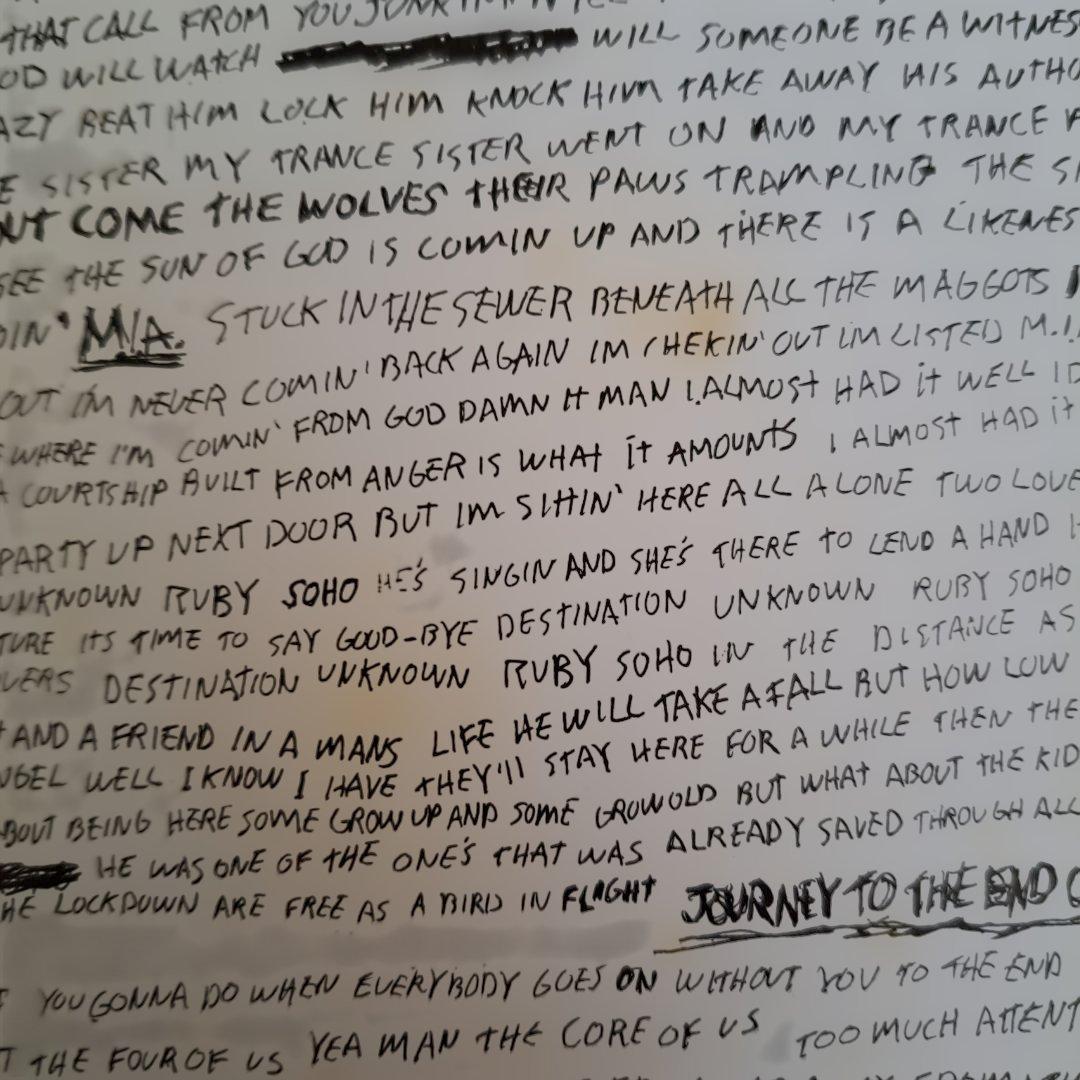 THAT CALL FROM YOU
OD WILL WATCH WILL SOMEONE BE A WITNES
AZY BEAT HIM LOCK HIM KNOCK HIM TAKE AWAY HIS AUTHO
E SISTER MY TRANCE SISTER WENT ON AND MY TRANCE
OUT COME THE WOLVES THEIR PAWS TRAMPLING THE S
SEE THE SUN OF GOD IS COMIN UP AND THERE IS A LIKENES
OIN' M.I.A. STUCK IN THE SEWER BENEATH ALL THE MAGGOTS
OUT I'M NEVER COMIN' BACK AGAIN IM CHEKIN' OUT IM LISTED M.I.
WHERE I'M COMIN' FROM GOD DAMN IT MAN I ALMOST HAD iT WELL ID
A COURTSHIP BUILT FROM ANGER IS WHAT iT AMOUNTS I ALMOST HAD iT
PARTY UP NEXT DOOR BUT IM SITTIN' HERE ALL ALONE TWO LOVE
UNKNOWN RUBY SOHO HE'S SINGIN AND SHE'S THERE TO LEND A HAND
TURE ITS TIME TO SAY GOOD-BYE DESTINATION UNKNOWN RUBY SOHO
VERS DESTINATION UNKNOWN RUBY SOHO IN THE DISTANCE AS
AND A FRIEND IN A MANS LIFE HE WILL TAKE A FALL BUT HOW LOW
NGEL WELL I KNOW I HAVE THEY'll STAY HERE FOR A WHILE THEN THE
BOUT BEING HERE SOME GROW UP AND SOME GROW OLD BUT WHAT ABOUT THE KID
HE WAS ONE OF THE ONE'S THAT WAS ALREADY SAVED THROUGH ALL
HE LOCKDOWN ARE FREE AS A BIRD IN FLIGHT JOURNEY TO THE END O
YOU GONNA DO WHEN EVERYBODY GOES ON WITHOUT YOU TO THE END
T THE FOUR OF US YEA MAN THE CORE OF US TOO MUCH ATTENT